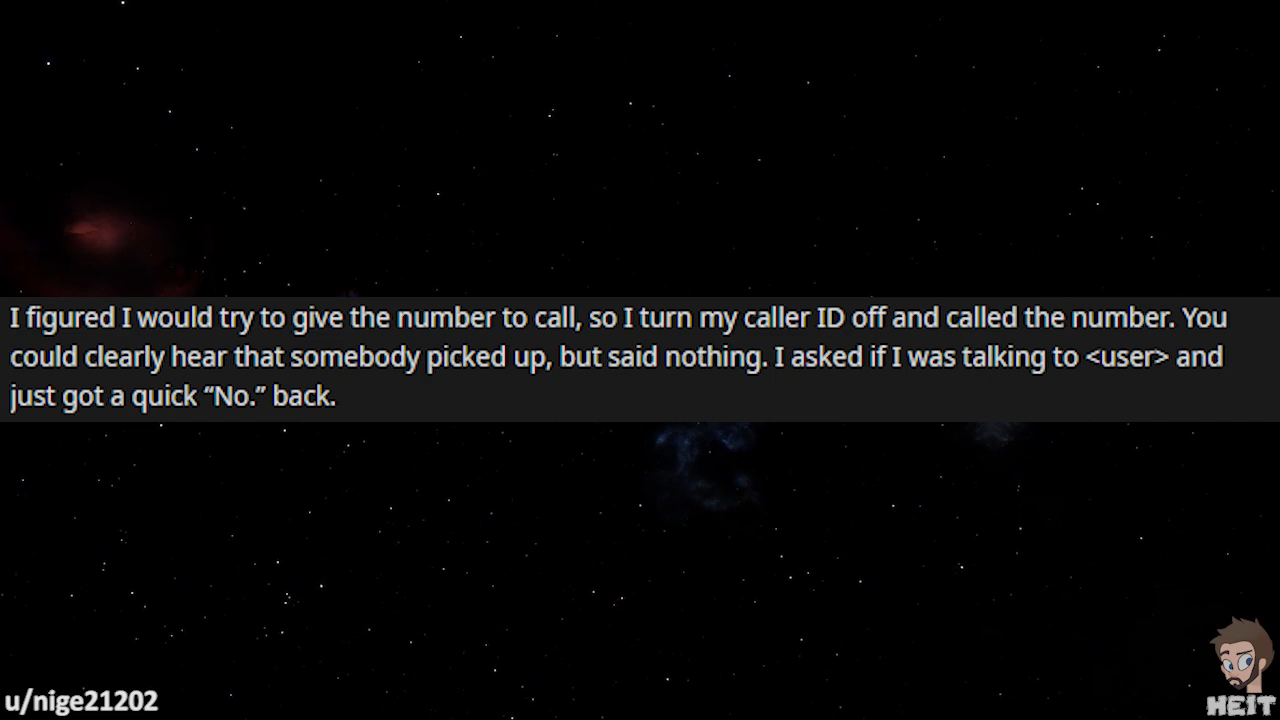 I figured I would try to give the number to call, so I turn my caller ID off and called the number. You
could clearly hear that somebody picked up, but said nothing. I asked if I was talking to <user> and
just got a quick “No.” back.
u/nige21202
HEIT